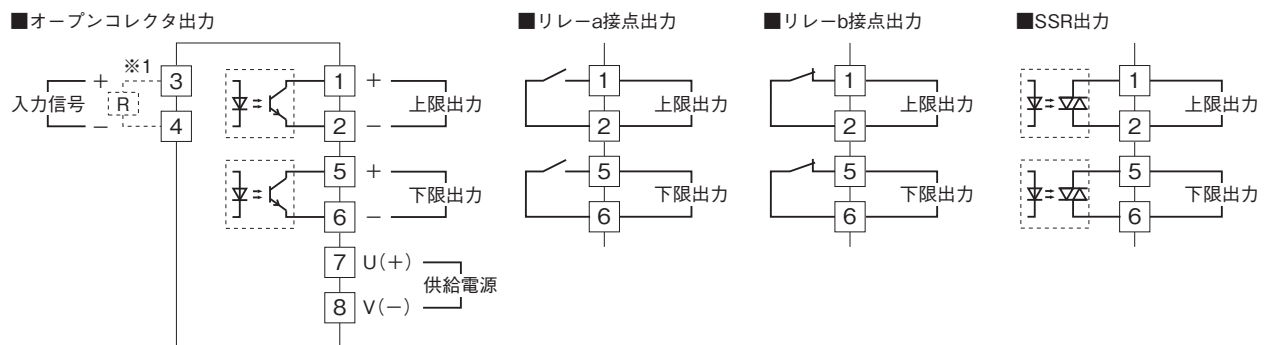 ■オープンコレクタ出力
※1
入力信号
+
−
R
3
4
1
+
2
−
上限出力
5
+
6
−
下限出力
7
U(+)
8
V(−)
供給電源
■リレーa接点出力
1
2
上限出力
5
6
下限出力
■リレーb接点出力
1
2
上限出力
5
6
下限出力
■SSR出力
1
2
上限出力
5
6
下限出力